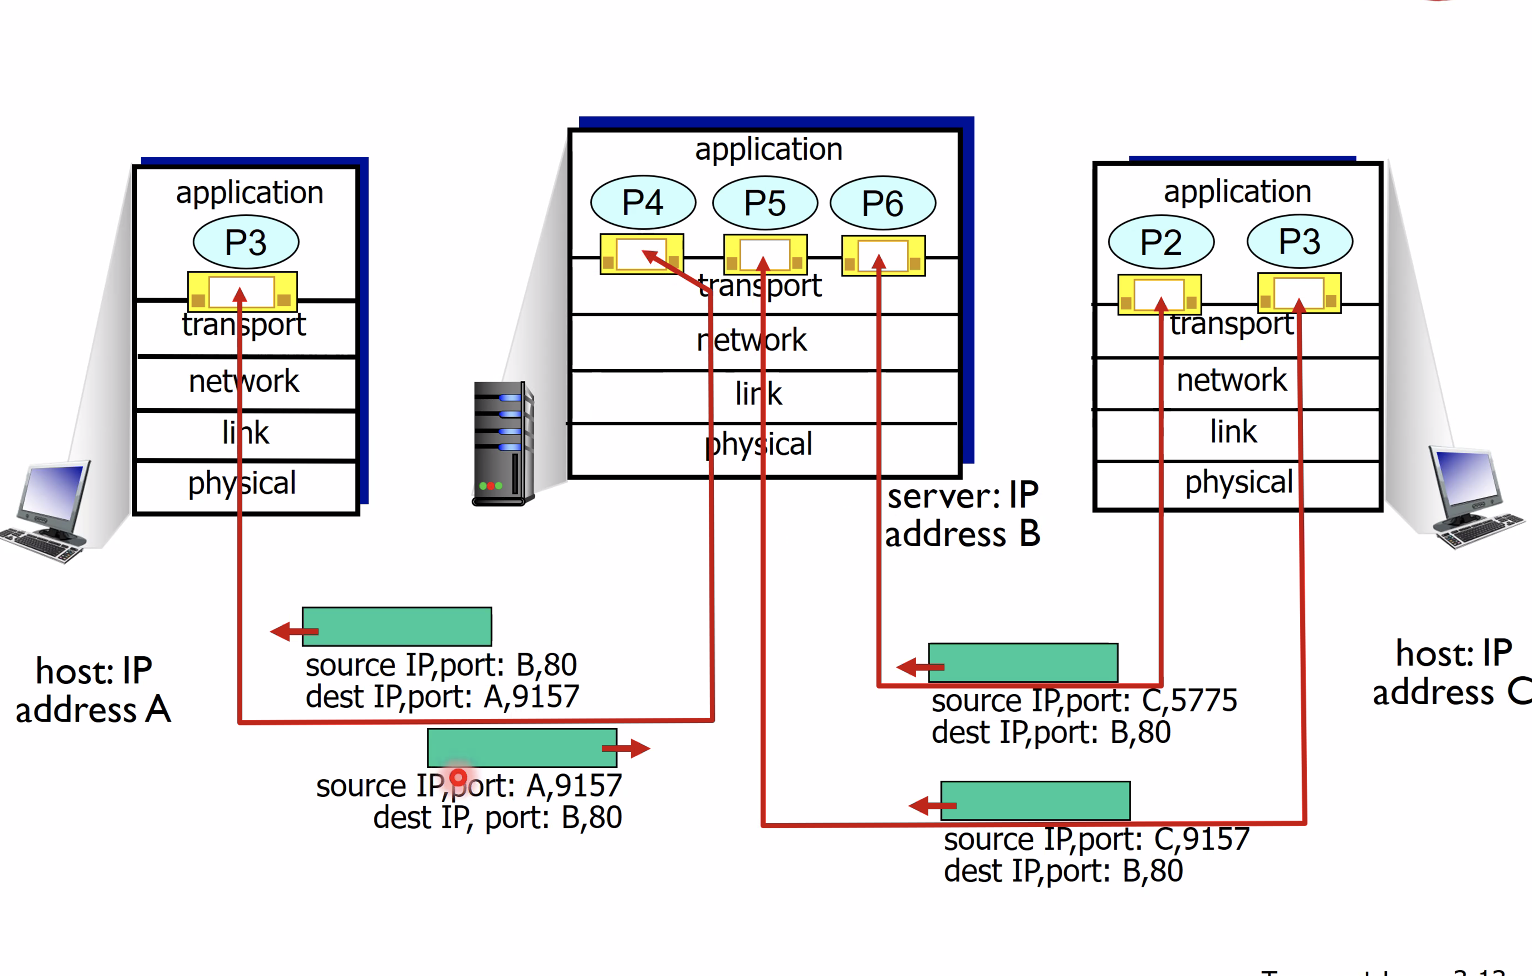 application
P3
transport
network
link
physical
host: IP
address A
application
P4 P5 P6
transport
network
link
physical
server: IP
address B
application
P2 P3
transport
network
link
physical
host: IP
address C
source IP,port: B,80
dest IP,port: A,9157
source IP,port: A,9157
dest IP, port: B,80
source IP,port: C,5775
dest IP,port: B,80
source IP,port: C,9157
dest IP,port: B,80